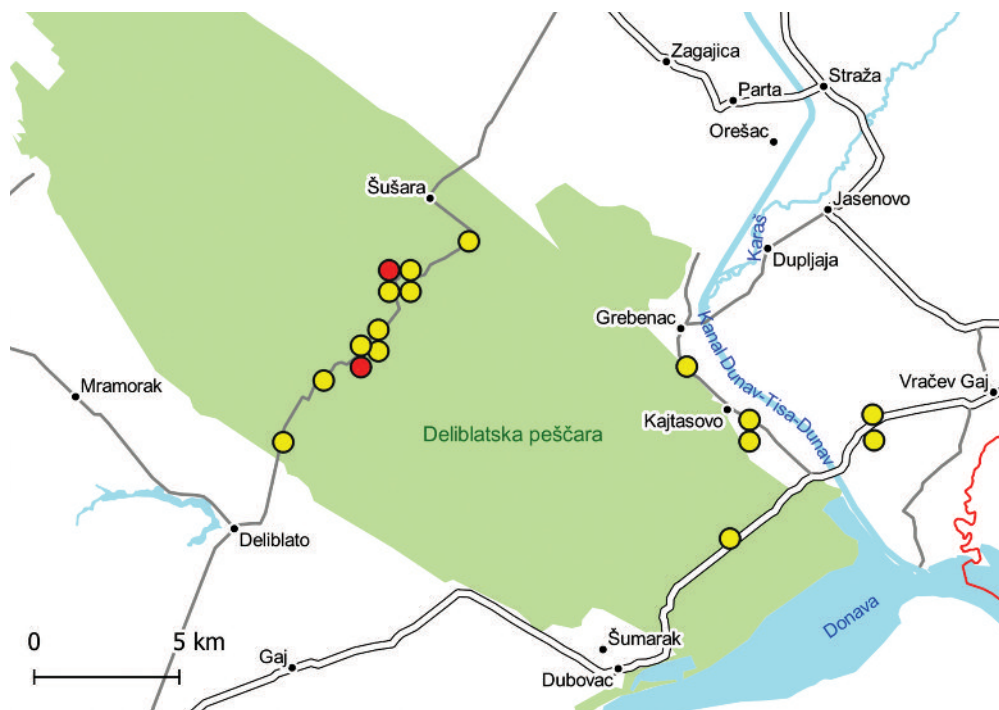 Zagajica
Straža
Parta
Orešac
Šušara
Jasenovo
Karaš
Dupljaja
Grebenac
Kanal Dunav-Tisa-Dunav
Vračev Gaj
Mramorak
Kajtasovo
Deliblatska peščara
Deliblato
Donava
0 5 km
Šumarak
Gaj
Dubovac